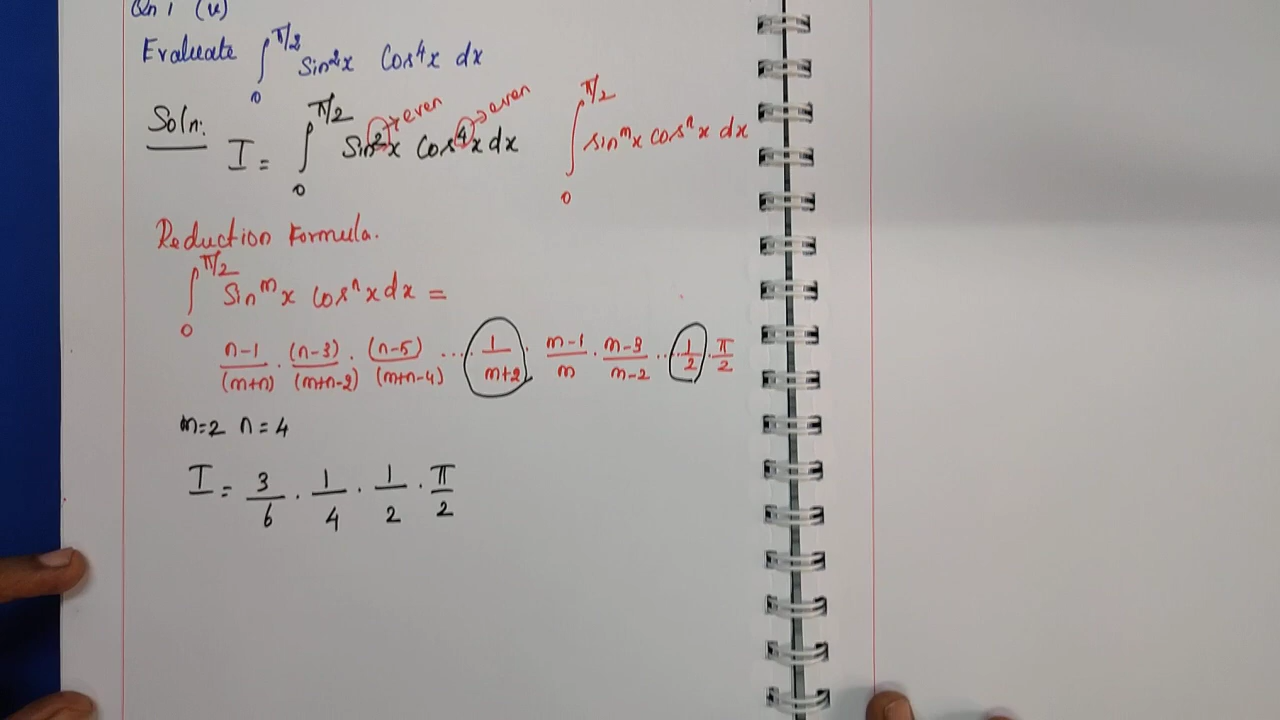 Qn 1 (v)
Evaluate ∫₀^π/2 Sin²x Cos⁴x dx
Soln: I = ∫₀^π/2 Sin²x Cos⁴x dx →even →even ∫₀^π/2 sinᵐx cosⁿx dx
Reduction Formula.
∫₀^π/2 Sinᵐx cosⁿx dx =
n-1/(m+n) · (n-3)/(m+n-2) · (n-5)/(m+n-4) ..... 1/m+2 · m-1/m · m-3/m-2 ... 1/2 · π/2
m=2 n=4
I = 3/6 · 1/4 · 1/2 · π/2